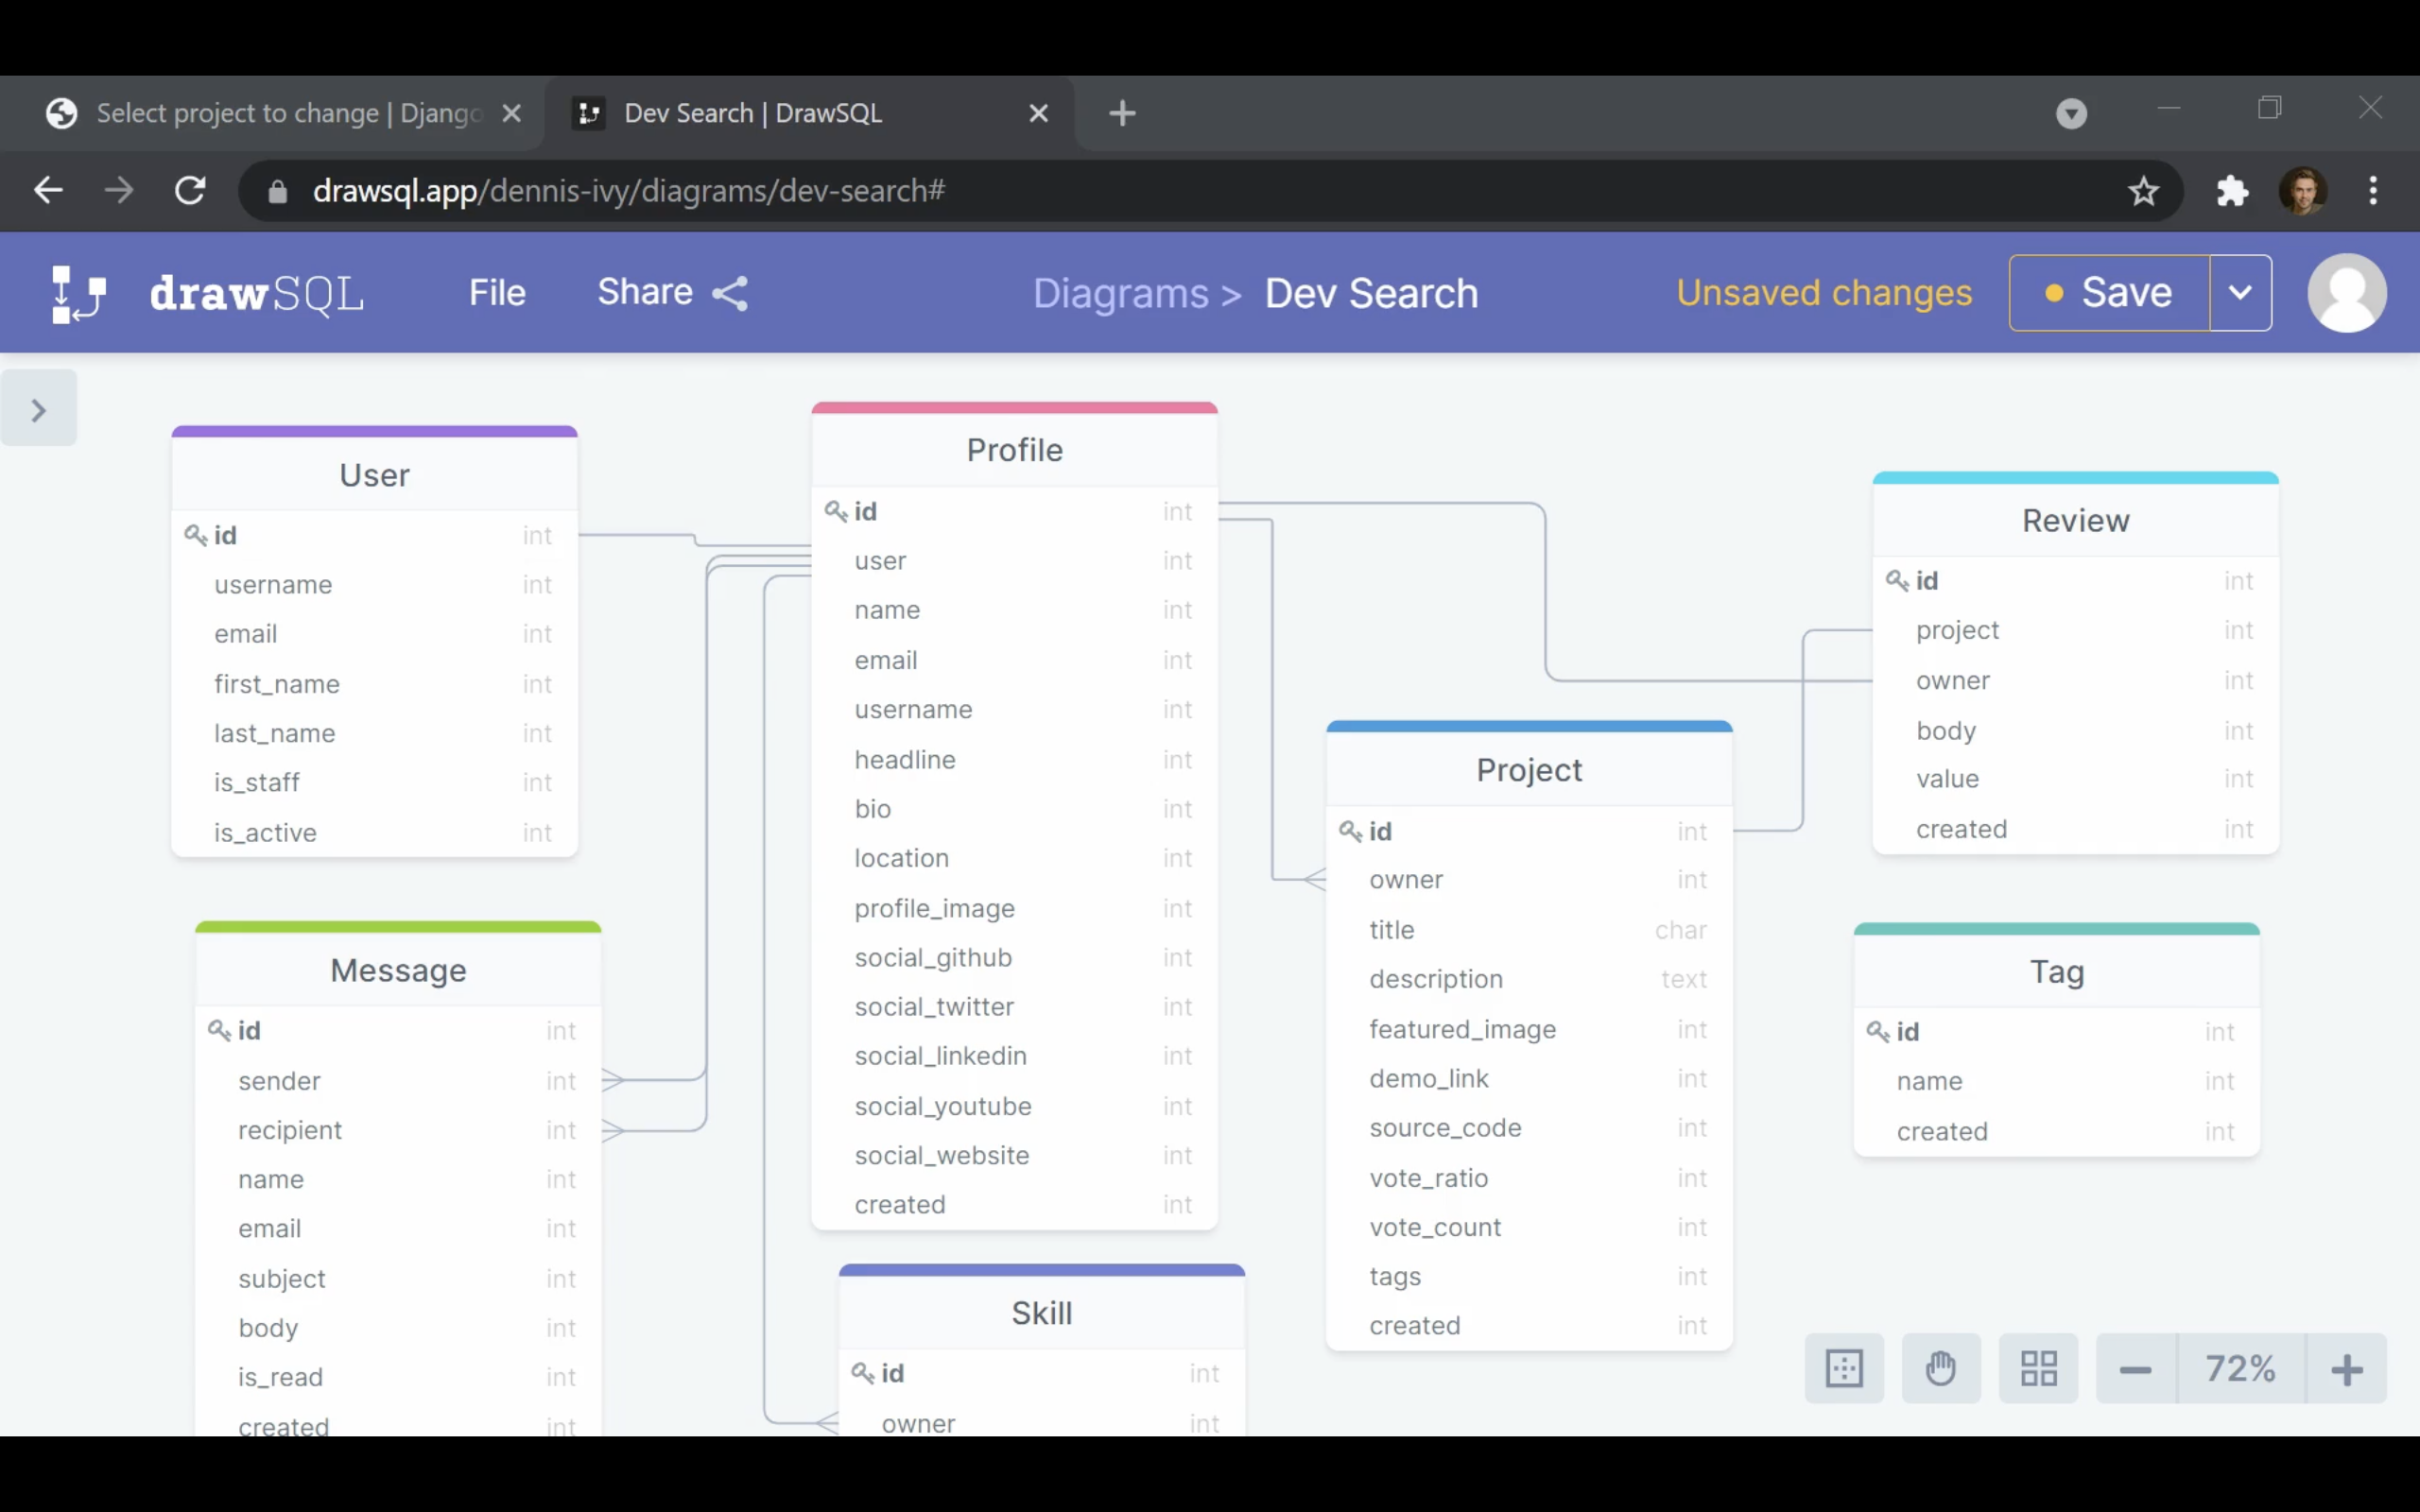 Select project to change | Django
Dev Search | DrawSQL
drawsql.app/dennis-ivy/diagrams/dev-search#
drawSQL
File
Share
Diagrams > Dev Search
Unsaved changes
Save
User
id int
username int
email int
first_name int
last_name int
is_staff int
is_active int
Message
id int
sender int
recipient int
name int
email int
subject int
body int
is_read int
created int
Profile
id int
user int
name int
email int
username int
headline int
bio int
location int
profile_image int
social_github int
social_twitter int
social_linkedin int
social_youtube int
social_website int
created int
Skill
id int
owner int
Project
id int
owner int
title char
description text
featured_image int
demo_link int
source_code int
vote_ratio int
vote_count int
tags int
created int
Review
id int
project int
owner int
body int
value int
created int
Tag
id int
name int
created int
72%